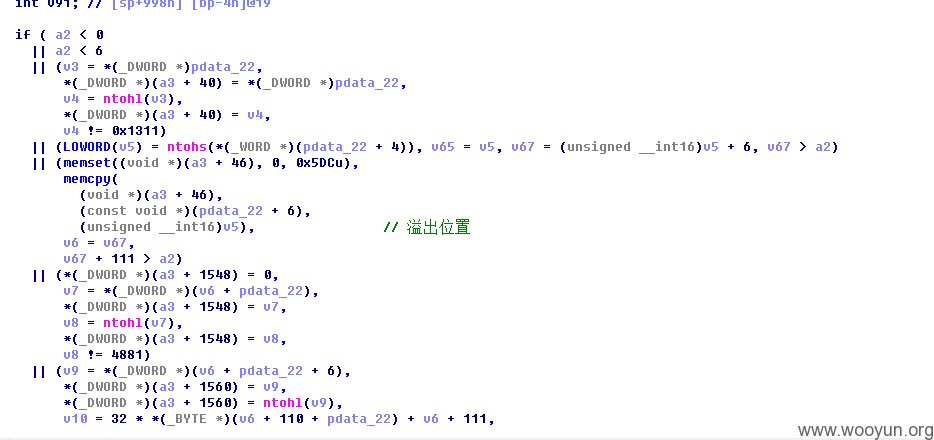 int v91; // [sp+998h] [bp-4h]@19
if ( a2 < 0
|| a2 < 6
|| (v3 = *(_DWORD *)pdata_22,
*(_DWORD *)(a3 + 40) = *(_DWORD *)pdata_22,
v4 = ntohl(v3),
*(_DWORD *)(a3 + 40) = v4,
v4 != 0x1311)
|| (LOWORD(v5) = ntohs(*(_WORD *)(pdata_22 + 4)), v65 = v5, v67 = (unsigned __int16)v5 + 6, v67 > a2)
|| (memset((void *)(a3 + 46), 0, 0x5DCu),
memcpy(
(void *)(a3 + 46),
(const void *)(pdata_22 + 6),
(unsigned __int16)v5), // 溢出位置
v6 = v67,
v67 + 111 > a2)
|| (*(_DWORD *)(a3 + 1548) = 0,
v7 = *(_DWORD *)(v6 + pdata_22),
*(_DWORD *)(a3 + 1548) = v7,
v8 = ntohl(v7),
*(_DWORD *)(a3 + 1548) = v8,
v8 != 4881)
|| (v9 = *(_DWORD *)(v6 + pdata_22 + 6),
*(_DWORD *)(a3 + 1560) = v9,
*(_DWORD *)(a3 + 1560) = ntohl(v9),
v10 = 32 * *(_BYTE *)(v6 + 110 + pdata_22) + v6 + 111,
www.wooyun.org